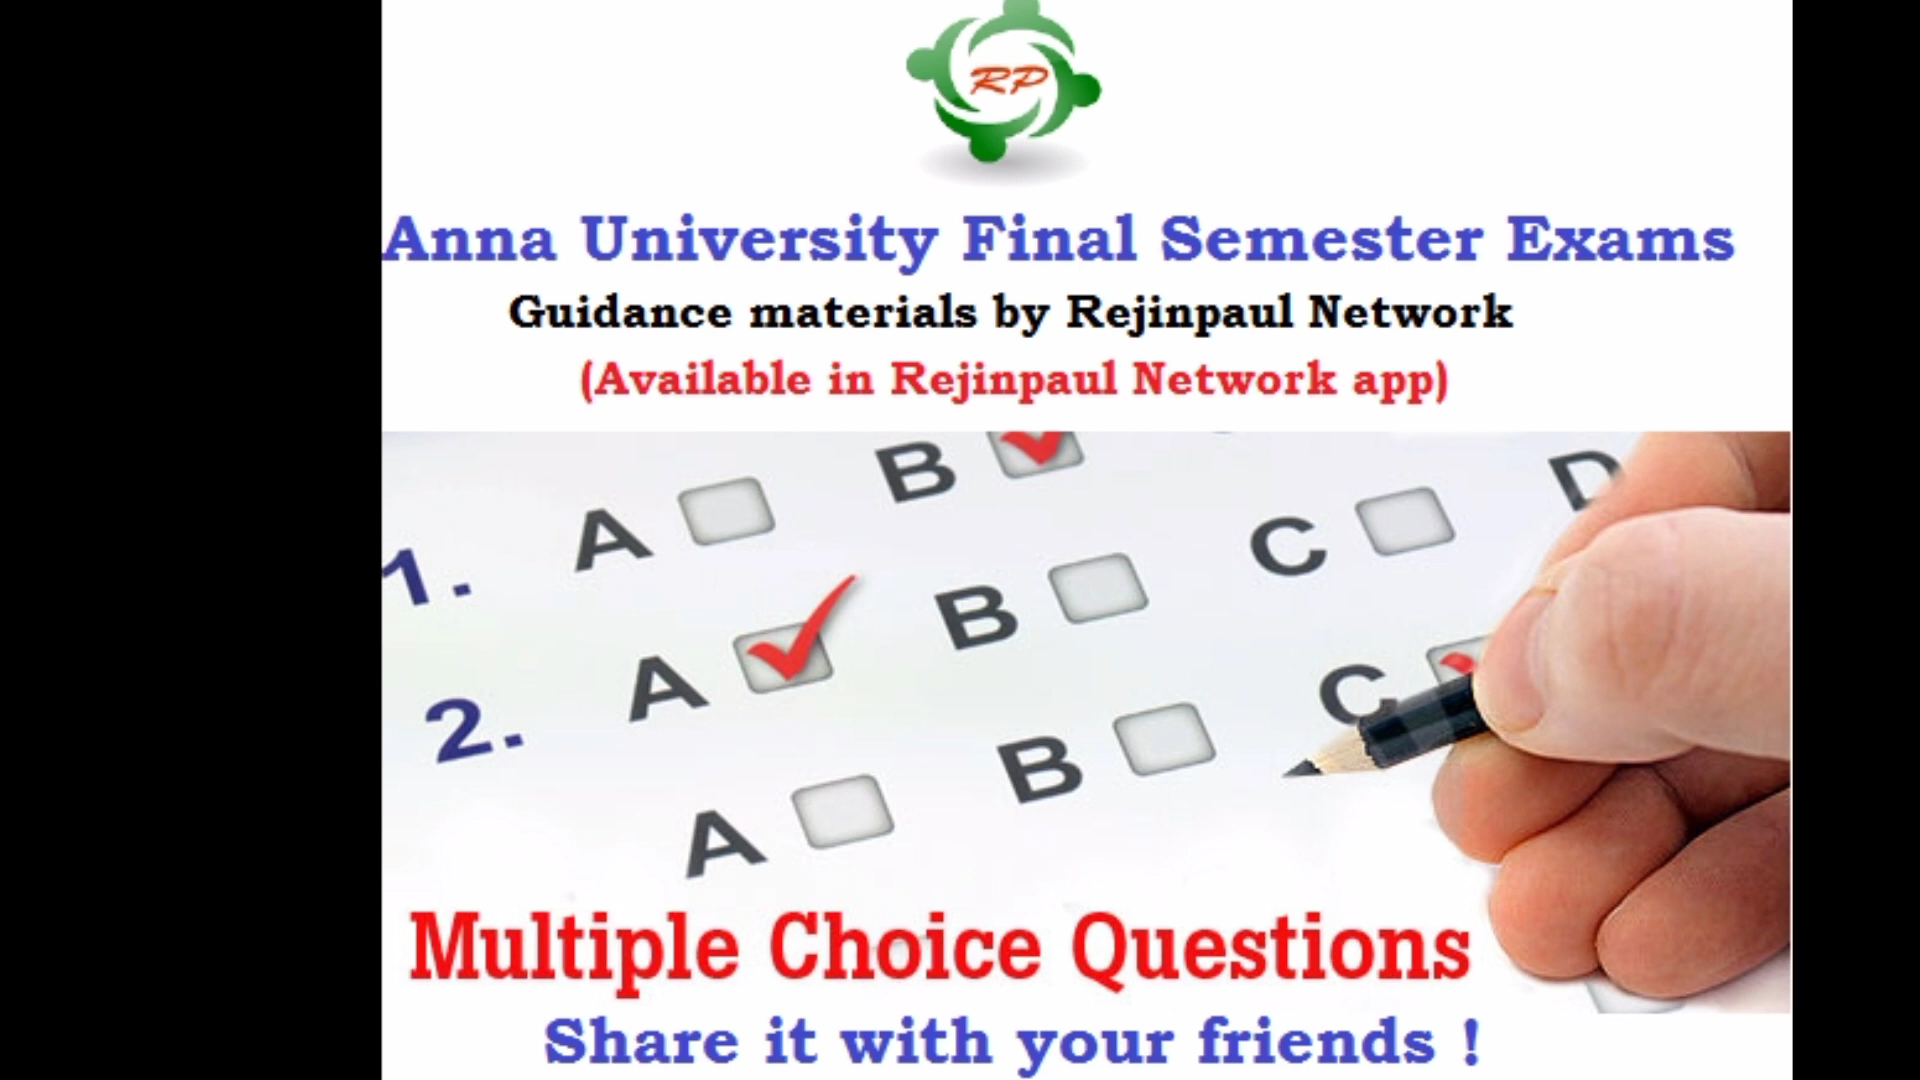 RP
Anna University Final Semester Exams
Guidance materials by Rejinpaul Network
(Available in Rejinpaul Network app)
1. A B
2. A B C D
A B C
Multiple Choice Questions
Share it with your friends !